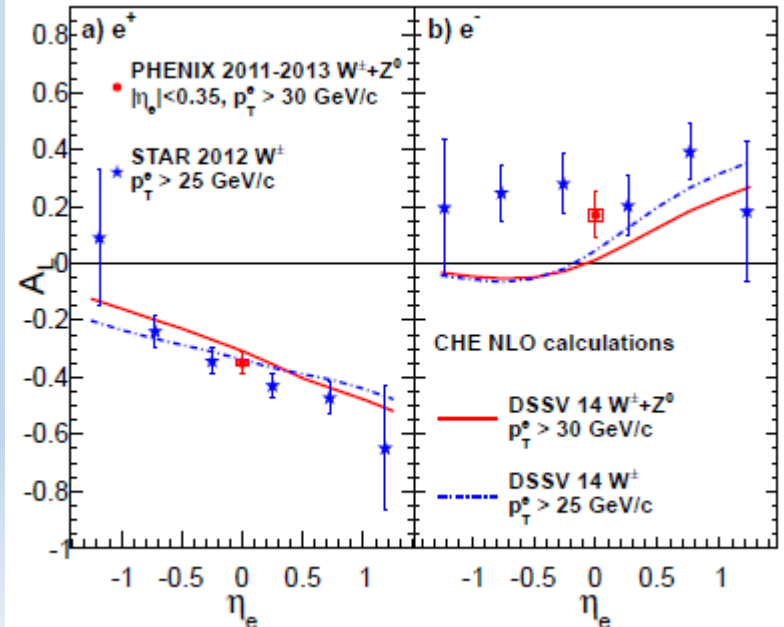 a) e+
b) e-
PHENIX 2011-2013 W±+Z⁰
|ηe|<0.35, pTe > 30 GeV/c
STAR 2012 W±
pTe > 25 GeV/c
CHE NLO calculations
DSSV 14 W±+Z⁰
pTe > 30 GeV/c
DSSV 14 W±
pTe > 25 GeV/c
AL
0.8
0.6
0.4
0.2
-0
-0.2
-0.4
-0.6
-0.8
-1
-1 -0.5 0 0.5 1
-1 -0.5 0 0.5 1
ηe
ηe